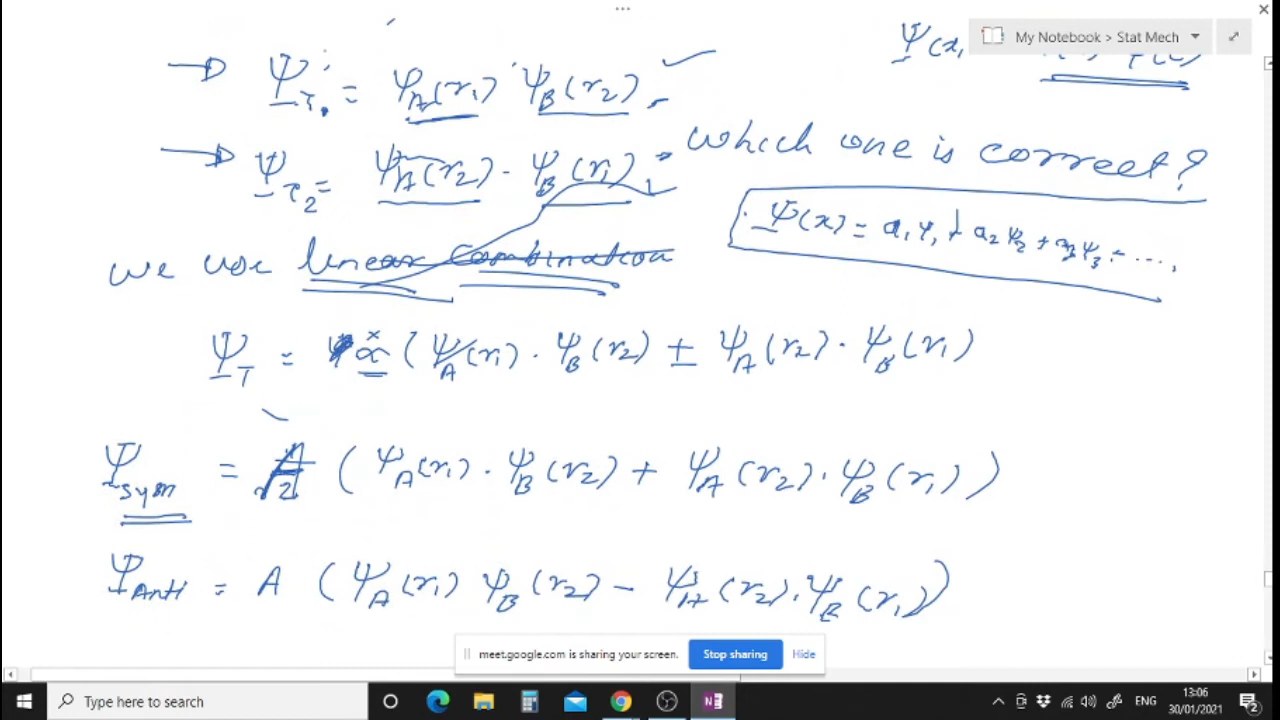 ...
My Notebook > Stat Mech
Ψ(x,
→ Ψ_T₁ = ψ_A(r₁) ψ_B(r₂)
→ Ψ_T₂ = ψ_A(r₂) · ψ_B(r₁)
which one is correct?
Ψ(x) = a₁ψ₁ + a₂ψ₂ + a₃ψ₃ + ....,
we use linear combination
Ψ_T = (ψ_A(r₁) · ψ_B(r₂) ± ψ_A(r₂) · ψ_B(r₁)
Ψ_sym = (ψ_A(r₁) · ψ_B(r₂) + ψ_A(r₂) · ψ_B(r₁))
Ψ_Anti = A (ψ_A(r₁) ψ_B(r₂) − ψ_A(r₂) · ψ_B(r₁))
meet.google.com is sharing your screen. Stop sharing Hide
Type here to search
ENG
13:06
30/01/2021
2